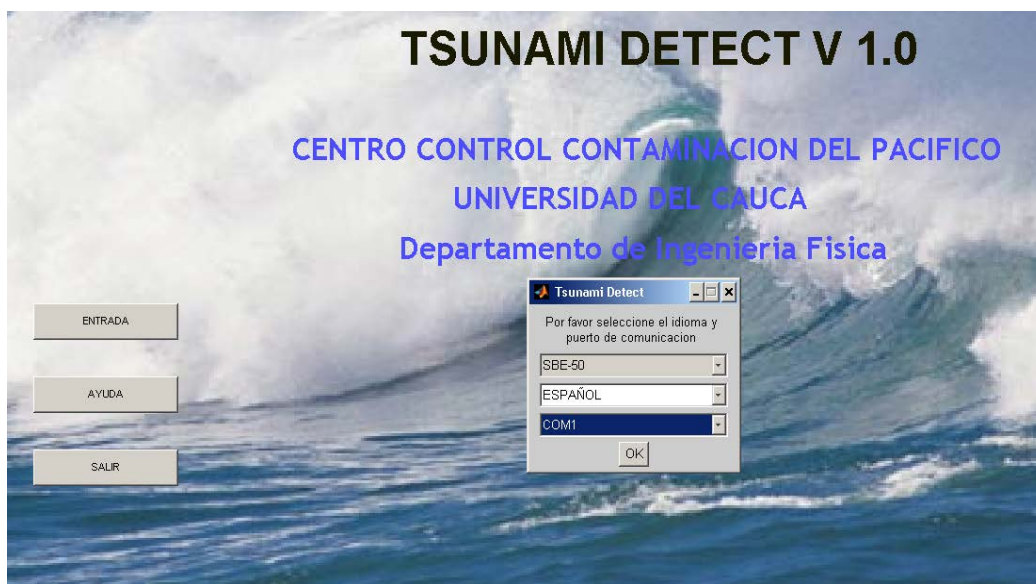 TSUNAMI DETECT V 1.0
CENTRO CONTROL CONTAMINACION DEL PACIFICO
UNIVERSIDAD DEL CAUCA
Departamento de Ingenieria Fisica
Tsunami Detect
Por favor seleccione el idioma y
puerto de comunicacion
SBE-50
ESPAÑOL
COM1
OK
ENTRADA
AYUDA
SALIR